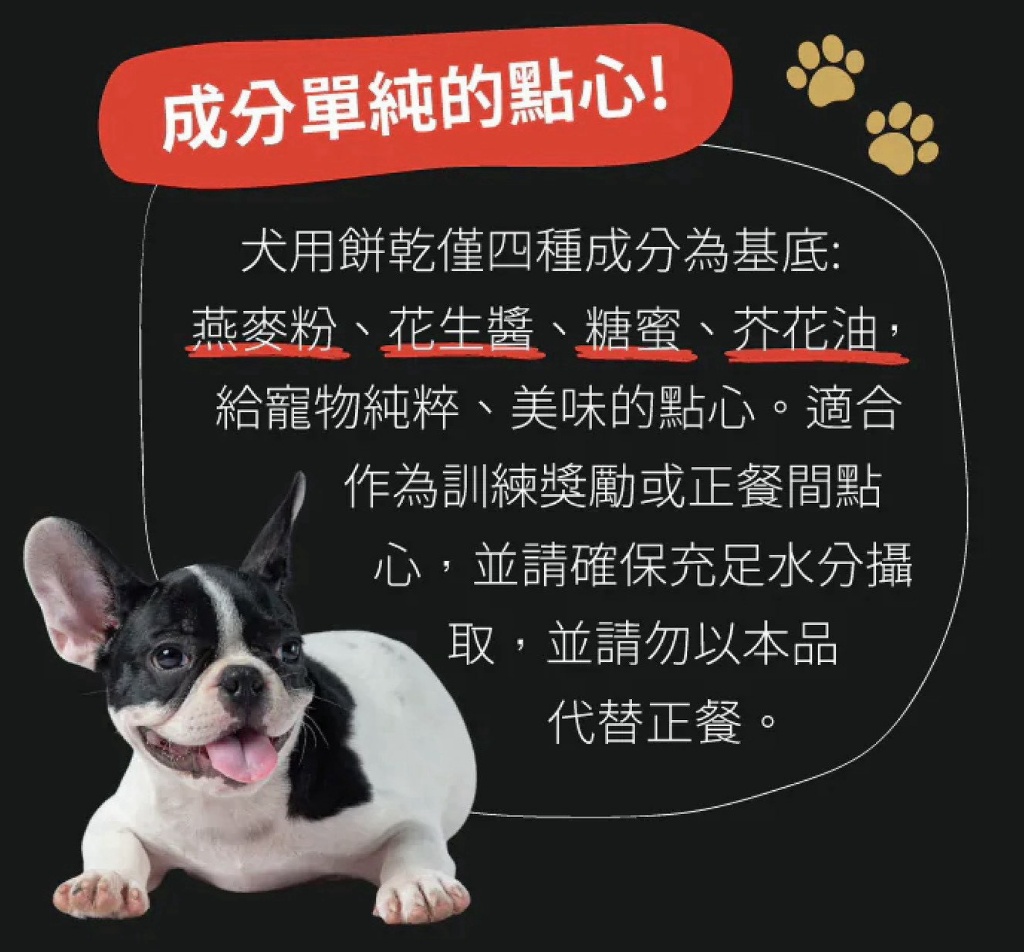 成分單純的點心!
犬用餅乾僅四種成分為基底:
燕麥粉、花生醬、糖蜜、芥花油，
給寵物純粹、美味的點心。適合
作為訓練獎勵或正餐間點
心，並請確保充足水分攝
取，並請勿以本品
代替正餐。